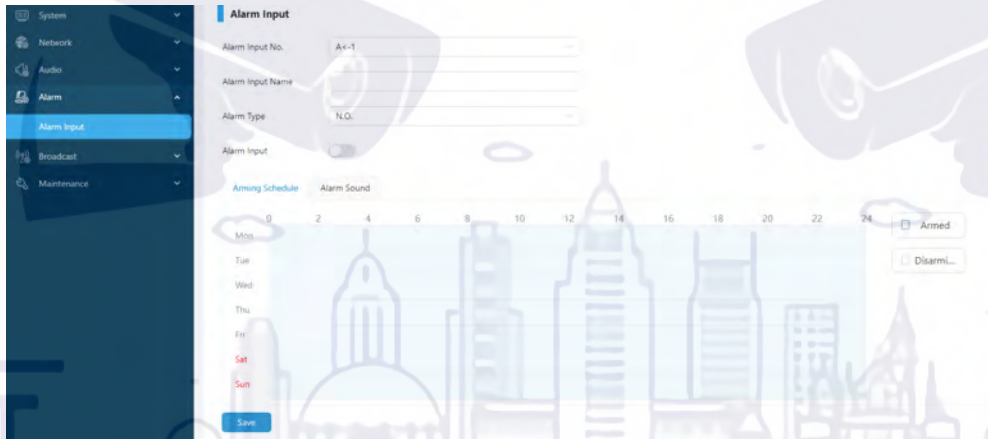 System
Network
Audio
Alarm
Alarm Input
Broadcast
Maintenance
Alarm Input
Alarm Input No.
A<-1
Alarm Input Name
Alarm Type
N.O.
Alarm Input
Arming Schedule Alarm Sound
0 2 4 6 8 10 12 14 16 18 20 22 24
Mon
Tue
Wed
Thu
Fri
Sat
Sun
Armed
Disarmi...
Save